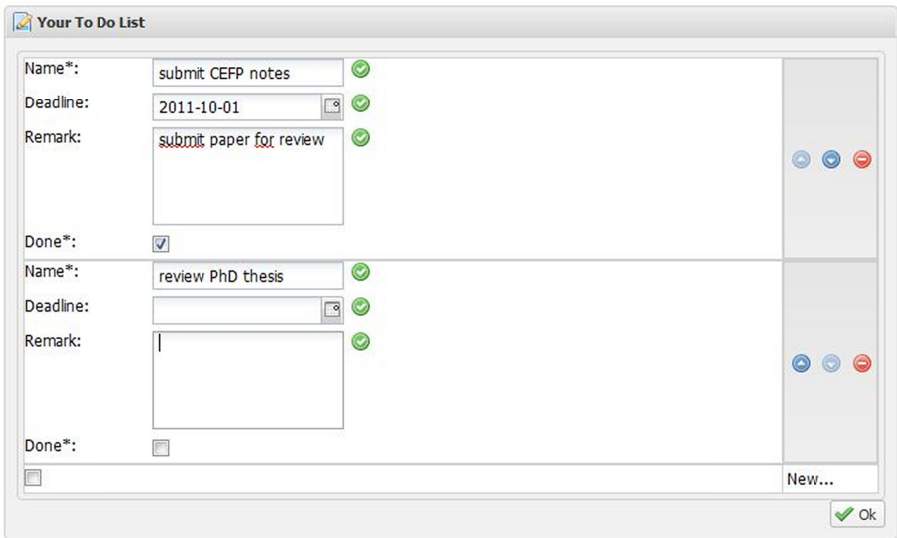 Your To Do List
Name*: submit CEFP notes
Deadline: 2011-10-01
Remark: submit paper for review
Done*:
Name*: review PhD thesis
Deadline:
Remark:
Done*:
New...
Ok